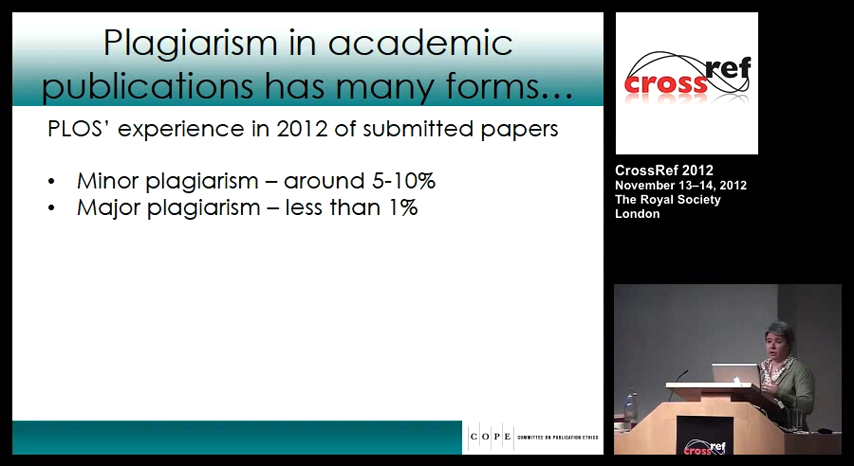 Plagiarism in academic
publications has many forms...
PLOS' experience in 2012 of submitted papers
• Minor plagiarism – around 5-10%
• Major plagiarism – less than 1%
COPE COMMITTEE ON PUBLICATION ETHICS
crossref
CrossRef 2012
November 13–14, 2012
The Royal Society
London
crossref